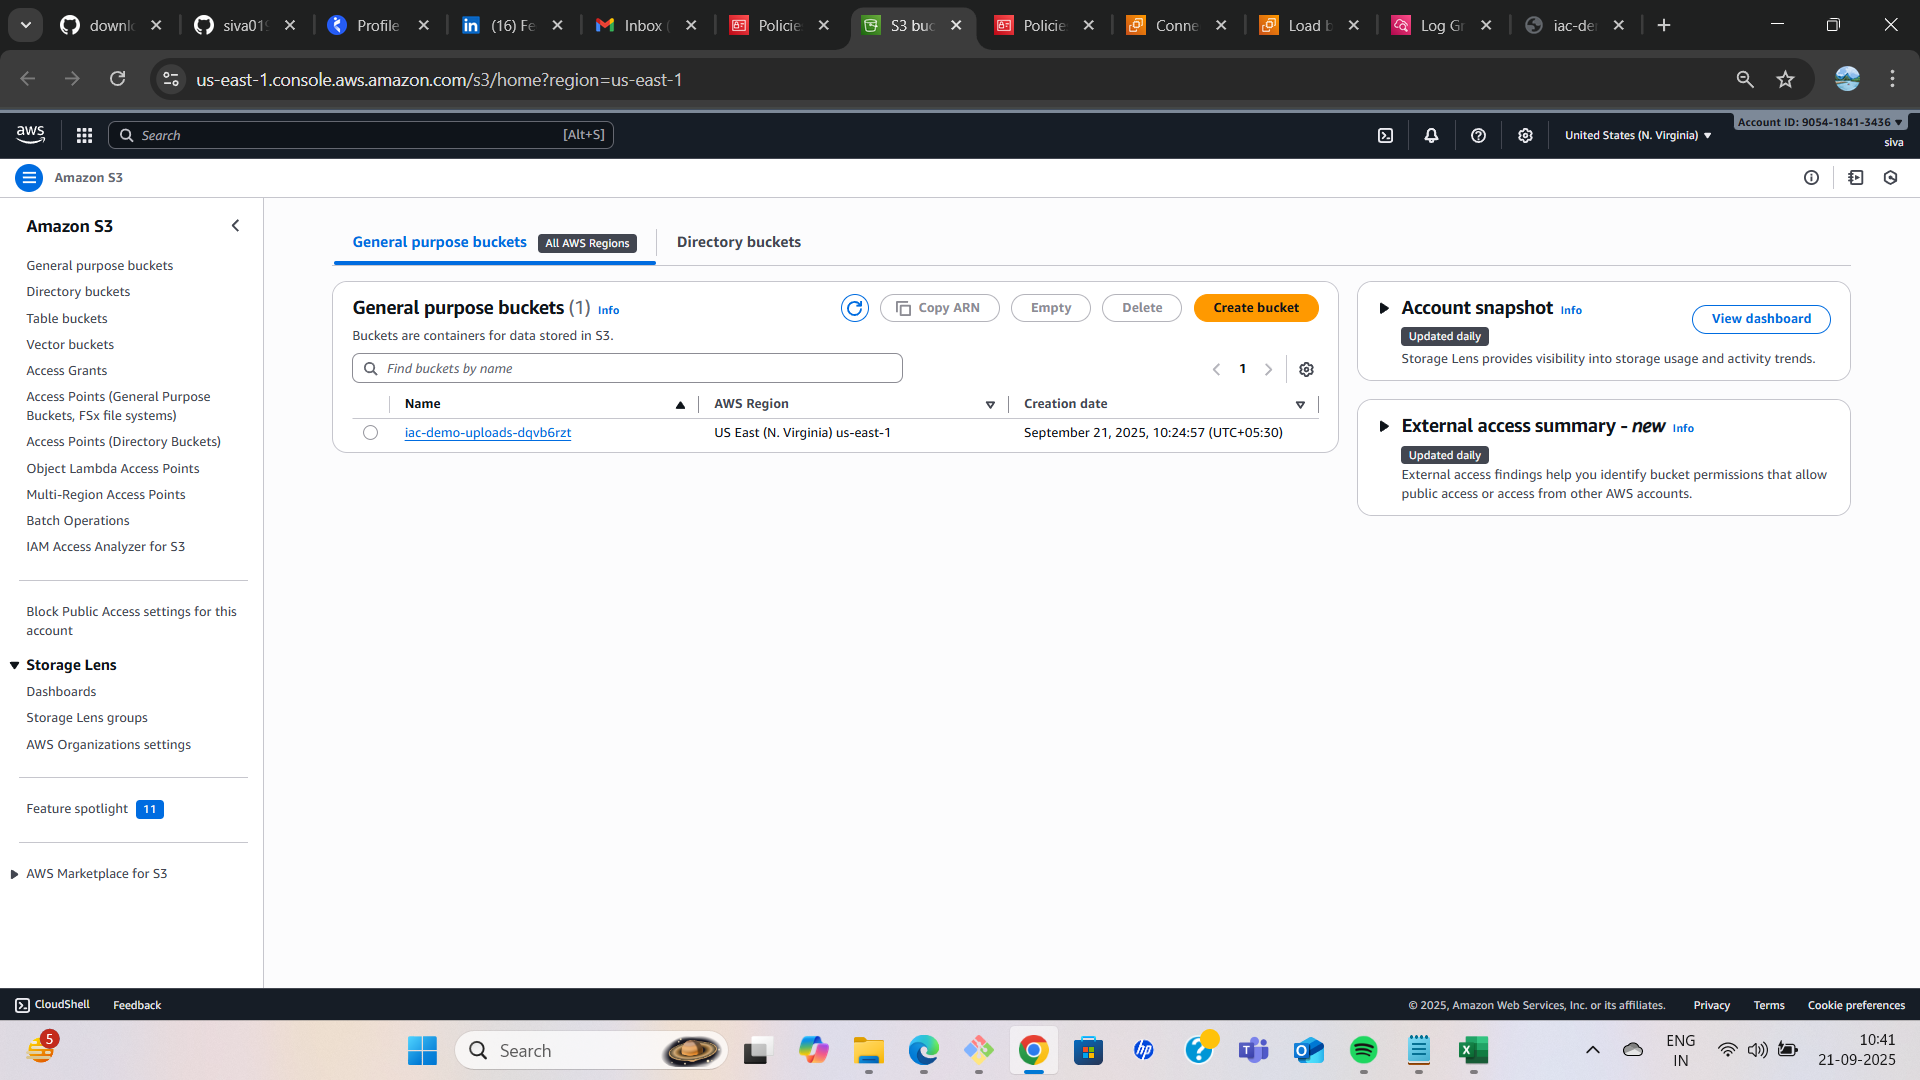 downl
siva019
Profile
(16) Fe
Inbox (
Policie
S3 buc
Policie
Conne
Load b
Log Gr
iac-de
us-east-1.console.aws.amazon.com/s3/home?region=us-east-1
aws
Search
[Alt+S]
United States (N. Virginia)
Account ID: 9054-1841-3436
siva
Amazon S3
Amazon S3
General purpose buckets
Directory buckets
Table buckets
Vector buckets
Access Grants
Access Points (General Purpose
Buckets, FSx file systems)
Access Points (Directory Buckets)
Object Lambda Access Points
Multi-Region Access Points
Batch Operations
IAM Access Analyzer for S3
Block Public Access settings for this
account
Storage Lens
Dashboards
Storage Lens groups
AWS Organizations settings
Feature spotlight 11
AWS Marketplace for S3
General purpose buckets All AWS Regions
Directory buckets
General purpose buckets (1) Info
Copy ARN
Empty
Delete
Create bucket
Buckets are containers for data stored in S3.
Find buckets by name
1
Name AWS Region Creation date
iac-demo-uploads-dqvb6rzt US East (N. Virginia) us-east-1 September 21, 2025, 10:24:57 (UTC+05:30)
Account snapshot Info
View dashboard
Updated daily
Storage Lens provides visibility into storage usage and activity trends.
External access summary - new Info
Updated daily
External access findings help you identify bucket permissions that allow
public access or access from other AWS accounts.
CloudShell
Feedback
© 2025, Amazon Web Services, Inc. or its affiliates.
Privacy
Terms
Cookie preferences
5
Search
ENG
IN
10:41
21-09-2025